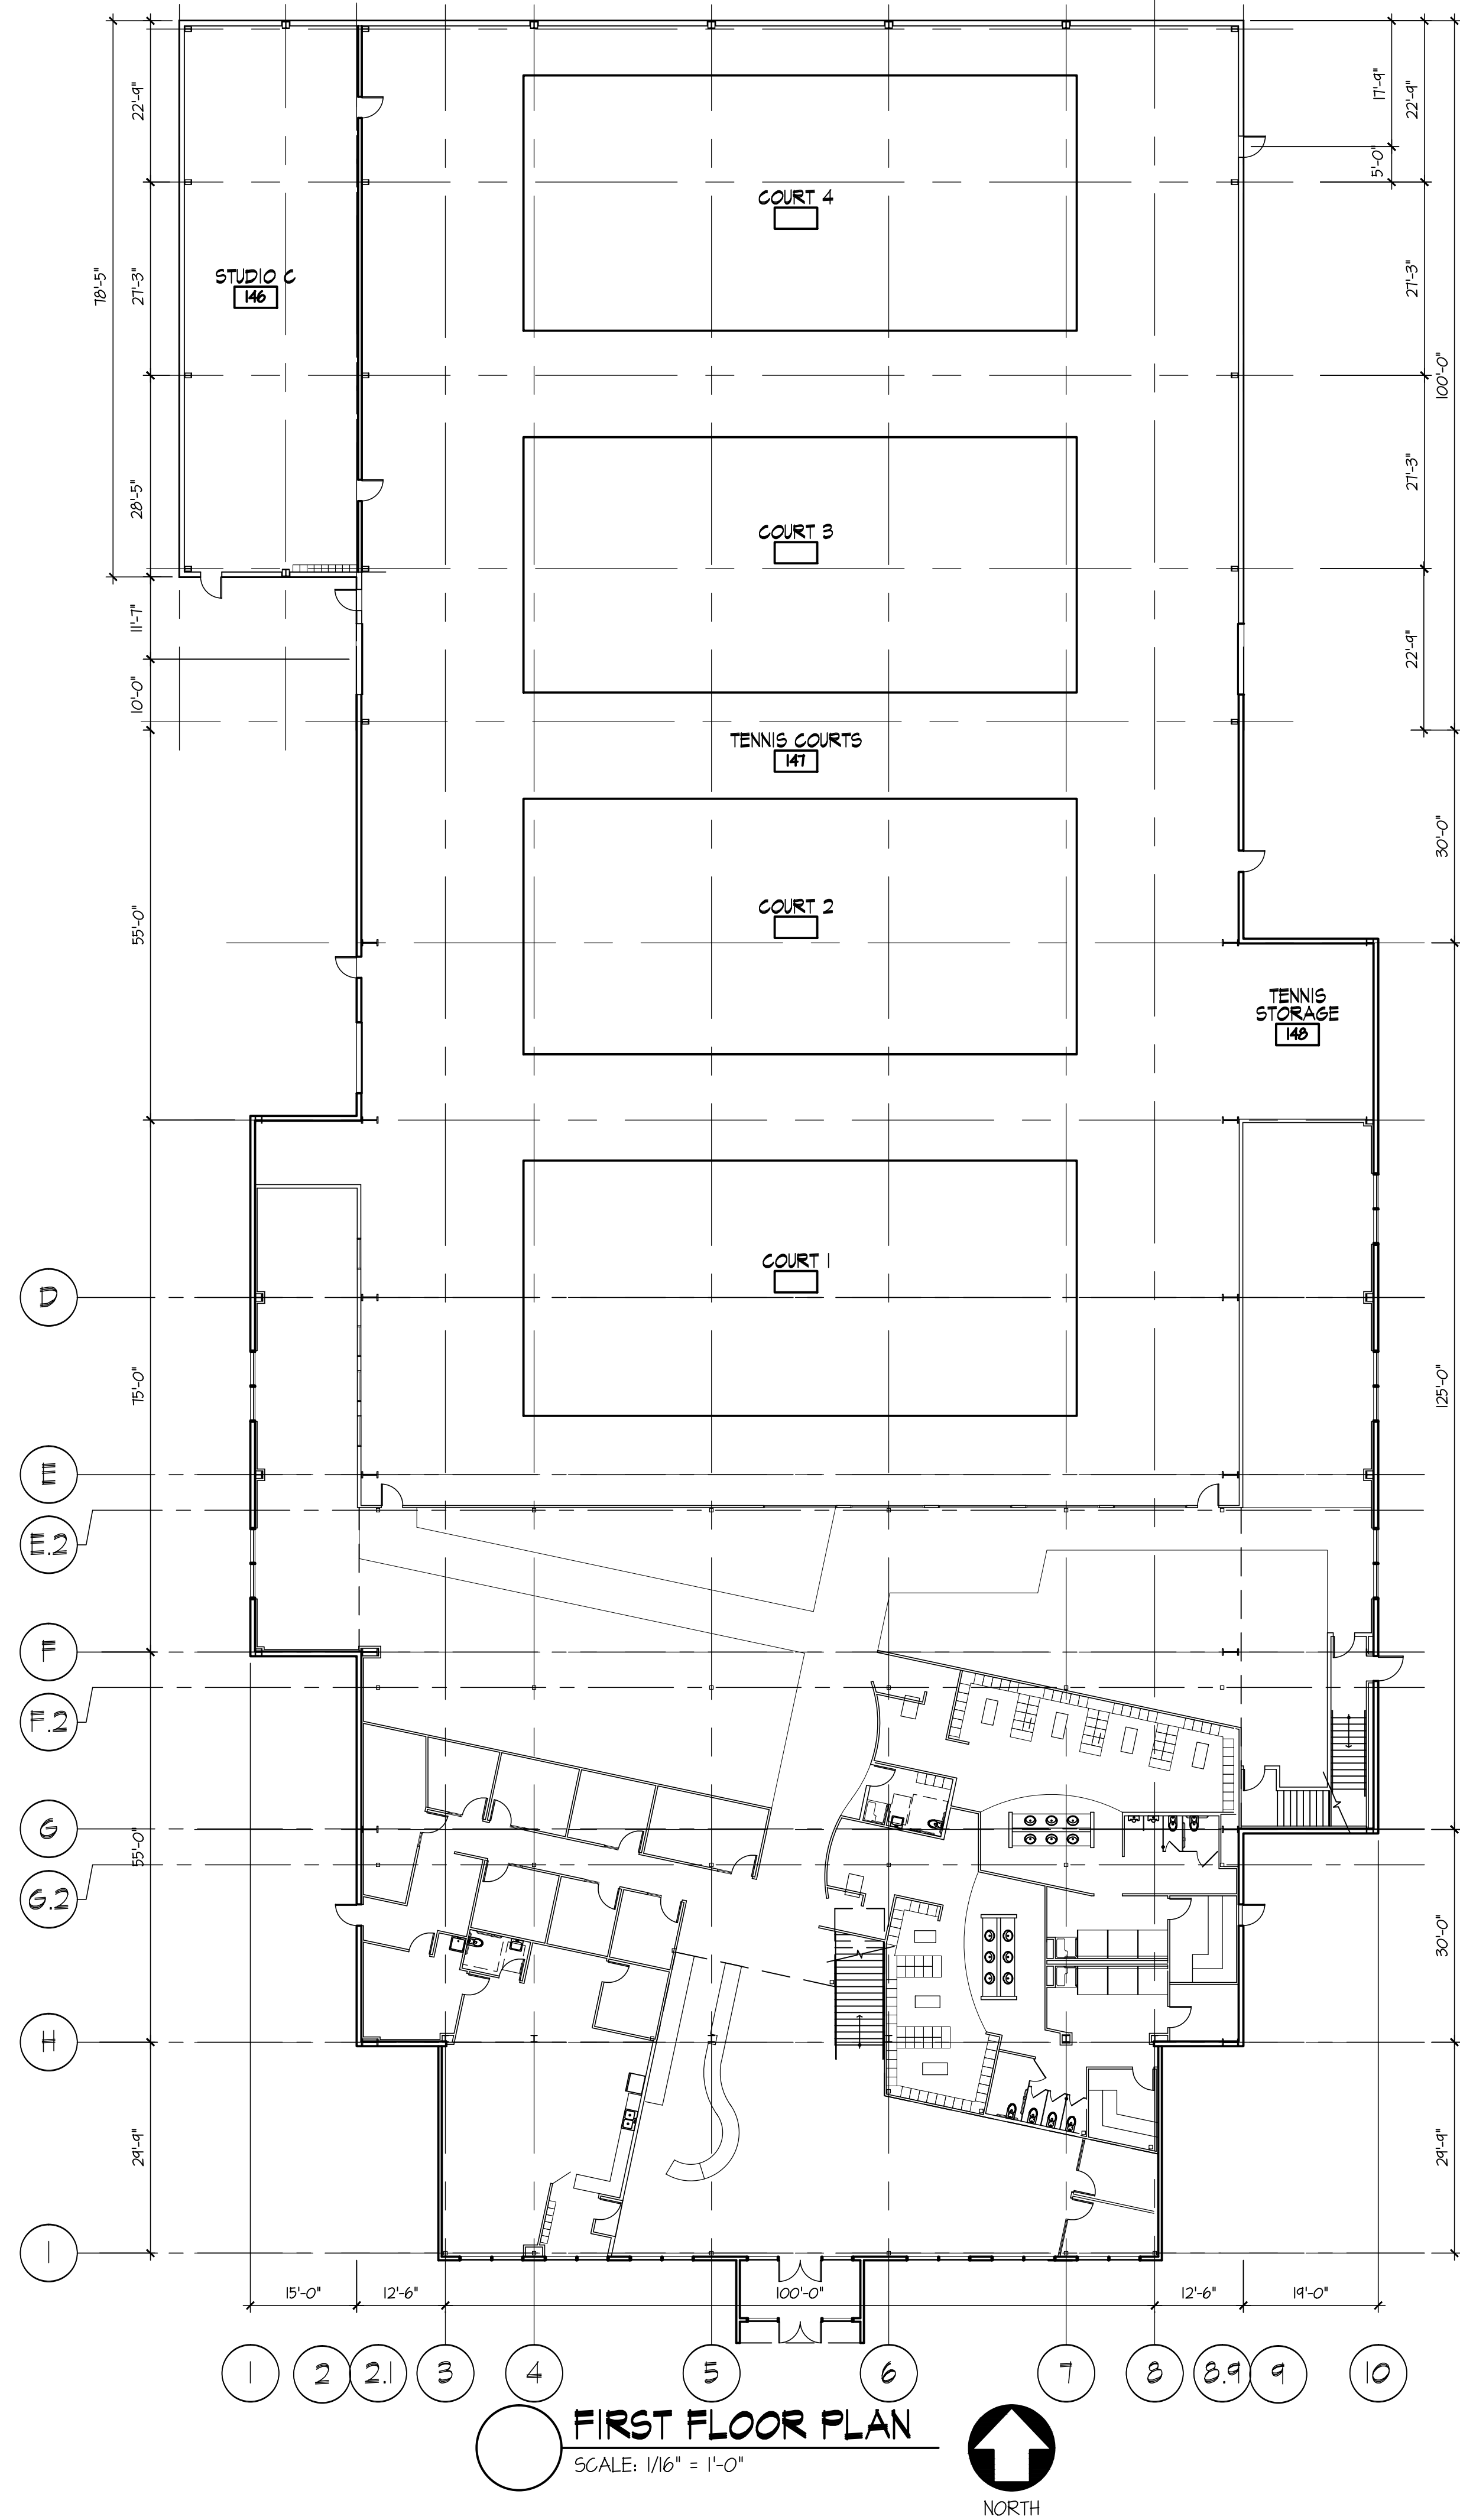 22'-9"
17'-9"
22'-9"
5'-0"
COURT 4
78'-5"
27'-3"
STUDIO C
146
27'-3"
100'-0"
28'-5"
27'-3"
COURT 3
11'-7"
22'-9"
10'-0"
TENNIS COURTS
147
30'-0"
55'-0"
COURT 2
TENNIS
STORAGE
148
COURT 1
D
75'-0"
125'-0"
E
E.2
F
F.2
G
55'-0"
G.2
30'-0"
H
29'-9"
29'-9"
I
15'-0" 12'-6" 100'-0" 12'-6" 19'-0"
1 2 2.1 3 4 5 6 7 8 8.9 9 10
FIRST FLOOR PLAN
SCALE: 1/16" = 1'-0"
NORTH